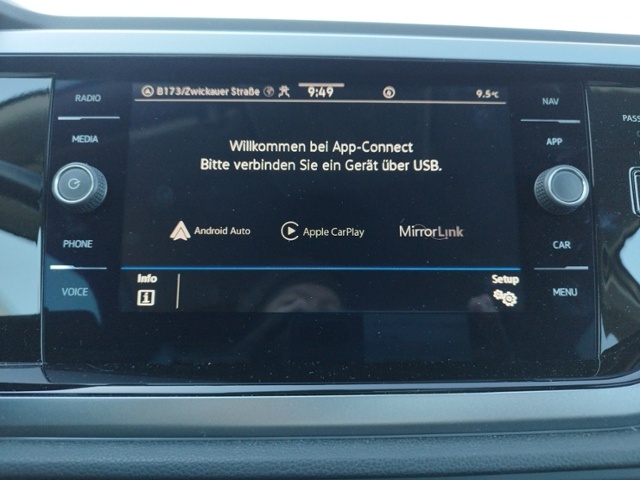 RADIO
MEDIA
PHONE
VOICE
B173/Zwickauer Straße
9:49
9.5°C
Willkommen bei App-Connect
Bitte verbinden Sie ein Gerät über USB.
Android Auto
Apple CarPlay
MirrorLink
Info
Setup
NAV
APP
CAR
MENU
PASS